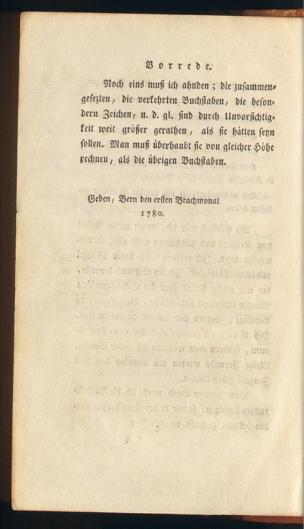 Vorrede.
Noch eins muß ich ahnden; die zusammen-
gesetzten, die verkehrten Buchstaben, die beson-
dern Zeichen, u. d. gl. sind durch Unvorsichtig-
keit weit größer gerathen, als sie hätten seyn
sollen. Man muß überhaubt sie von gleicher Höhe
rechnen, als die übrigen Buchstaben.
Geben, Bern den ersten Brachmonat
1780.